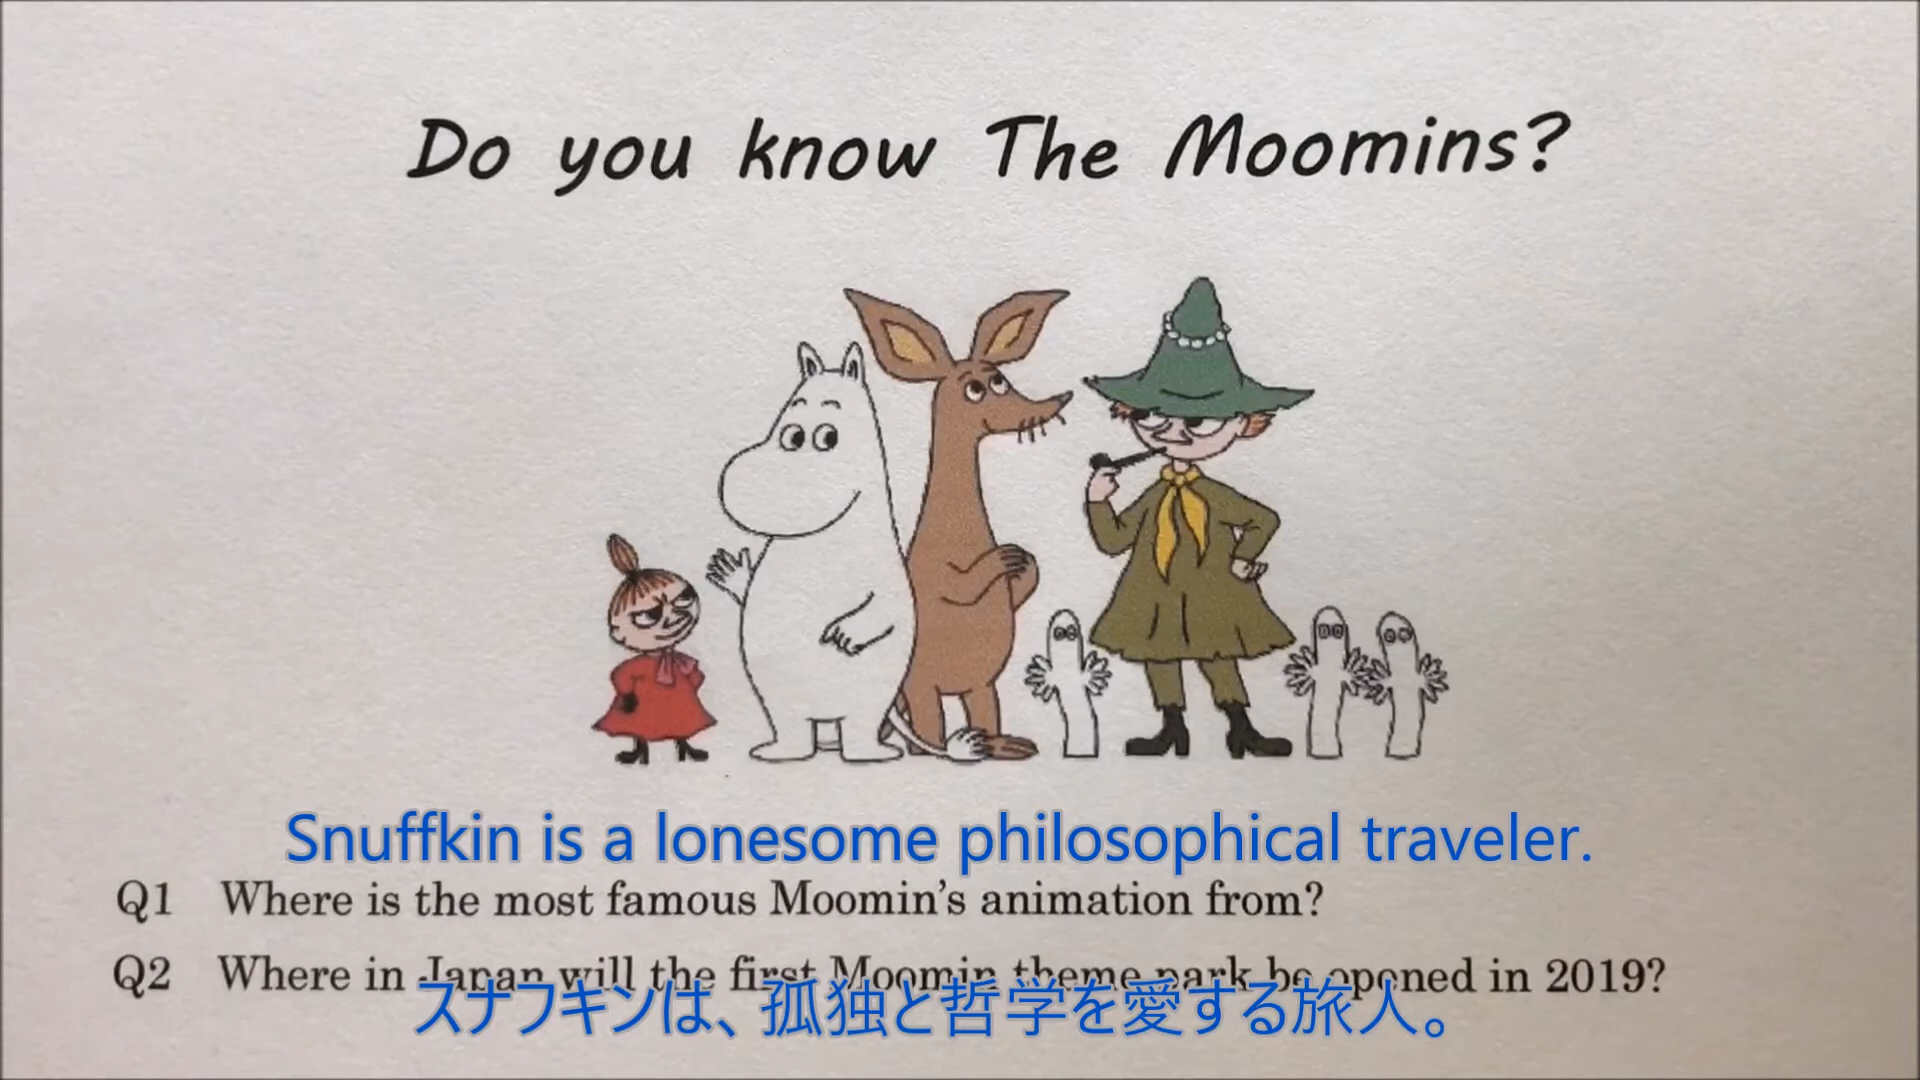 Do you know The Moomins?
Snuffkin is a lonesome philosophical traveler.
Q1 Where is the most famous Moomin's animation from?
Q2 Where in Japan will the first Moomin theme park be opened in 2019?
スナフキンは、孤独と哲学を愛する旅人。